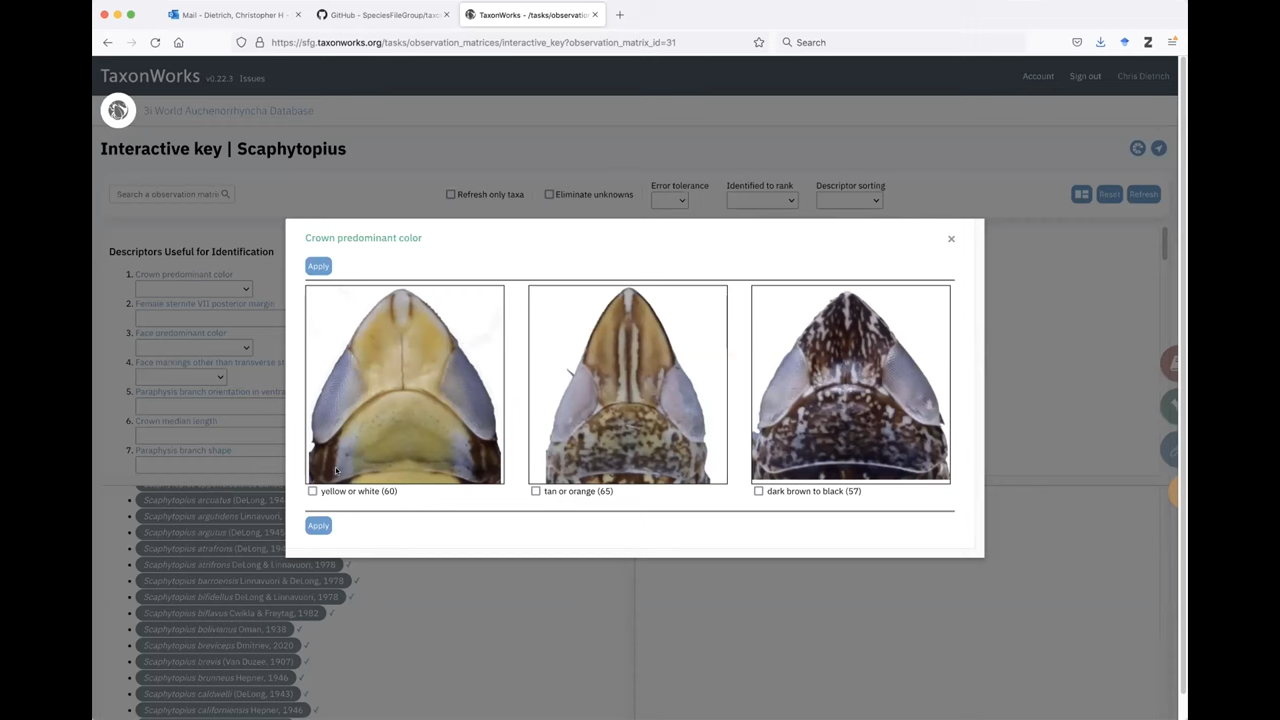 Mail - Dietrich, Christopher H
GitHub - SpeciesFileGroup/taxo
TaxonWorks - /tasks/observatio
https://sfg.taxonworks.org/tasks/observation_matrices/interactive_key?observation_matrix_id=31
Search
TaxonWorks v0.22.3 Issues
Account Sign out Chris Dietrich
3i World Auchenorrhyncha Database
Interactive key | Scaphytopius
Search a observation matri
Refresh only taxa
Eliminate unknowns
Error tolerance
Identified to rank
Descriptor sorting
Reset
Refresh
Descriptors Useful for Identification
1. Crown predominant color
2. Female sternite VII posterior margin
3. Face predominant color
4. Face markings other than transverse st
5. Paraphysis branch orientation in ventra
6. Crown median length
7. Paraphysis branch shape
Crown predominant color
Apply
yellow or white (60)
tan or orange (65)
dark brown to black (57)
Apply
Scaphytopius arcuatus (DeLong, 194
Scaphytopius argutidens Linnavuori,
Scaphytopius argutus (DeLong, 1945
Scaphytopius atrafrons (DeLong, 194
Scaphytopius atrifrons DeLong & Linnavuori, 1978
Scaphytopius barroensis Linnavuori & DeLong, 1978
Scaphytopius bifidellus DeLong & Linnavuori, 1978
Scaphytopius biflavus Cwikla & Freytag, 1982
Scaphytopius bolivianus Oman, 1938
Scaphytopius breviceps Dmitriev, 2020
Scaphytopius brevis (Van Duzee, 1907)
Scaphytopius brunneus Hepner, 1946
Scaphytopius caldwelli (DeLong, 1943)
Scaphytopius californiensis Hepner, 1946